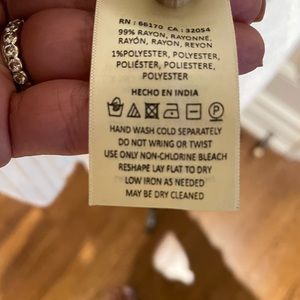 RN : 66170 CA : 32054
99% RAYON, RAYONNE,
RAYÓN, RAYON, REYON
1%POLYESTER, POLYESTER,
POLIÉSTER, POLIESTERE,
POLYESTER
HECHO EN INDIA
HAND WASH COLD SEPARATELY
DO NOT WRING OR TWIST
USE ONLY NON-CHLORINE BLEACH
RESHAPE LAY FLAT TO DRY
LOW IRON AS NEEDED
MAY BE DRY CLEANED